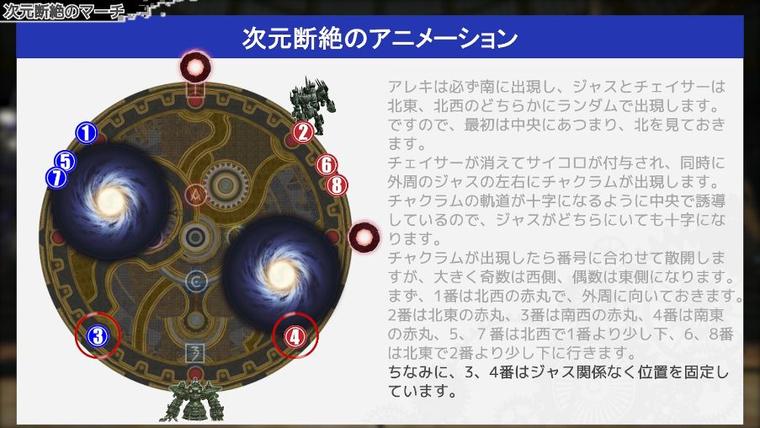 次元断絶のマーチ
次元断絶のアニメーション
アレキは必ず南に出現し、ジャスとチェイサーは
北東、北西のどちらかにランダムで出現します。
ですので、最初は中央にあつまり、北を見ておき
ます。
チェイサーが消えてサイコロが付与され、同時に
外周のジャスの左右にチャクラムが出現します。
チャクラムの軌道が十字になるように中央で誘導
しているので、ジャスがどちらにいても十字にな
ります。
チャクラムが出現したら番号に合わせて散開しま
すが、大きく奇数は西側、偶数は東側になります。
まず、1番は北西の赤丸で、外周に向いておきます。
2番は北東の赤丸、3番は南西の赤丸、4番は南東
の赤丸、5、7番は北西で1番より少し下、6、8番
は北東で2番より少し下に行きます。
ちなみに、3、4番はジャス関係なく位置を固定し
ています。
1
2
5
6
7
8
3
4